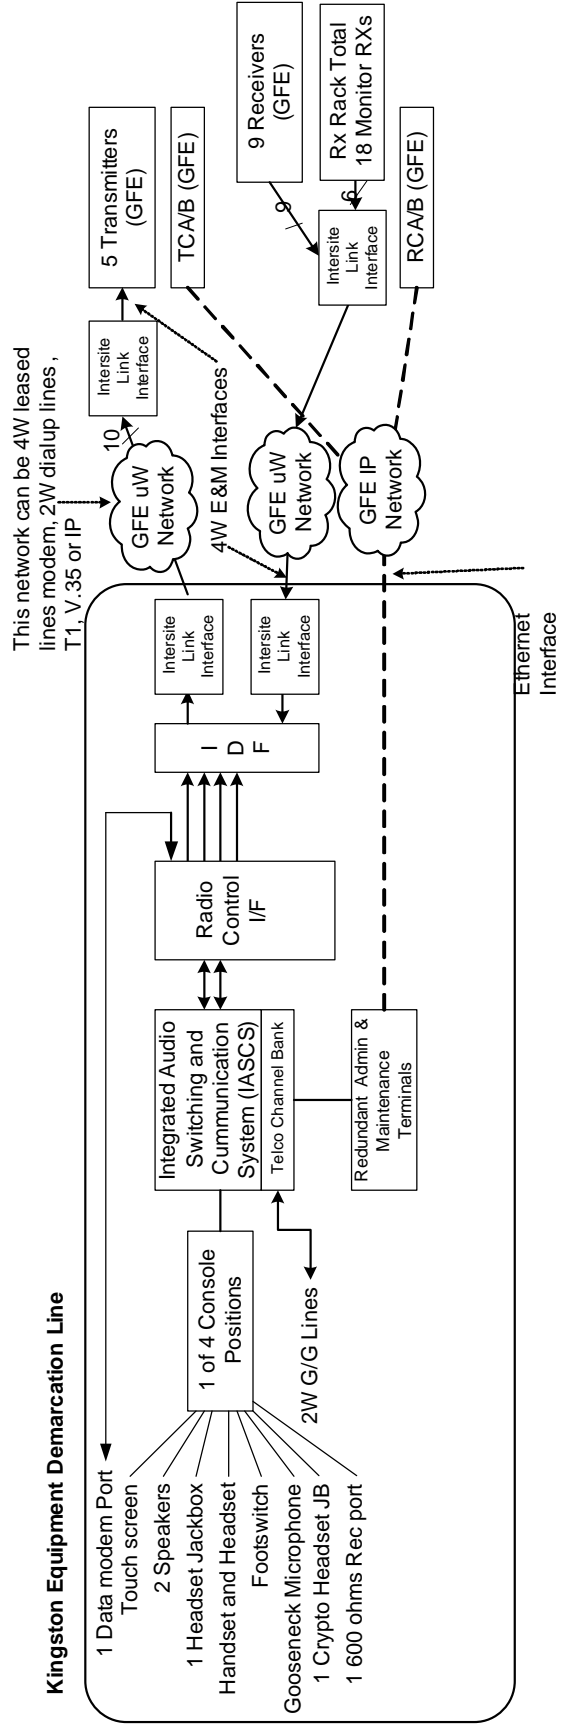 Kingston Equipment Demarcation Line
1 Data modem Port
Touch screen
2 Speakers
1 Headset Jackbox
Handset and Headset
Footswitch
Gooseneck Microphone
1 Crypto Headset JB
1 600 ohms Rec port
1 of 4 Console
Positions
2W G/G Lines
Integrated Audio
Switching and
Cummunication
System (IASCS)
Telco Channel Bank
Redundant Admin &
Maintenance
Terminals
Radio
Control
I/F
I
D
F
Intersite
Link
Interface
Intersite
Link
Interface
This network can be 4W leased
lines modem, 2W dialup lines ,
T1, V.35 or IP
GFE uW
Network
10
Intersite
Link
Interface
5 Transmitters
(GFE)
TCA/B (GFE)
4W E&M Interfaces
GFE uW
Network
GFE IP
Network
Ethernet
Interface
9 Receivers
(GFE)
9
Rx Rack Total
18 Monitor RXs
9
Intersite
Link
Interface
RCA/B (GFE)